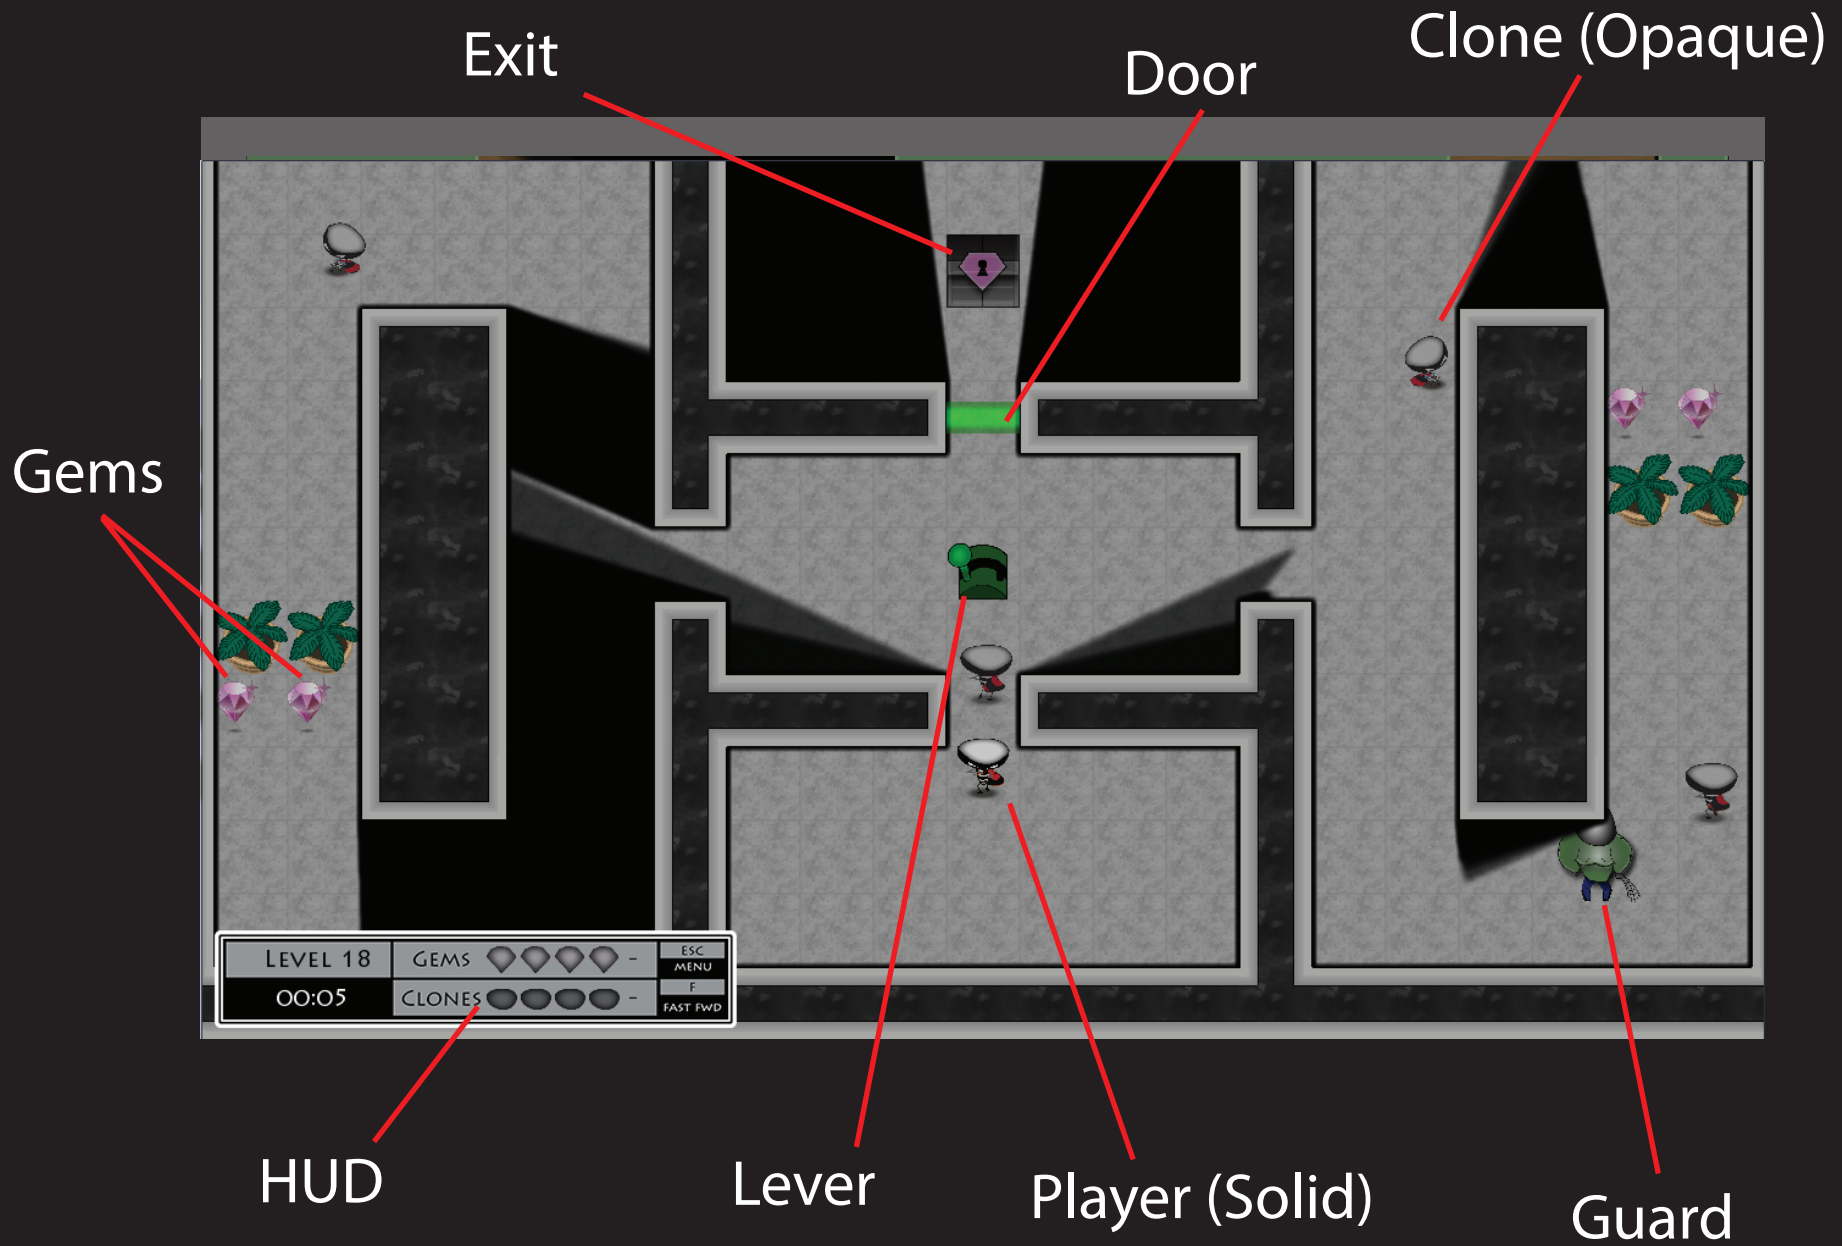 Exit
Door
Clone (Opaque)
Gems
LEVEL 18
GEMS -
ESC
MENU
00:05
CLONES -
F
FAST FWD
HUD
Lever
Player (Solid)
Guard